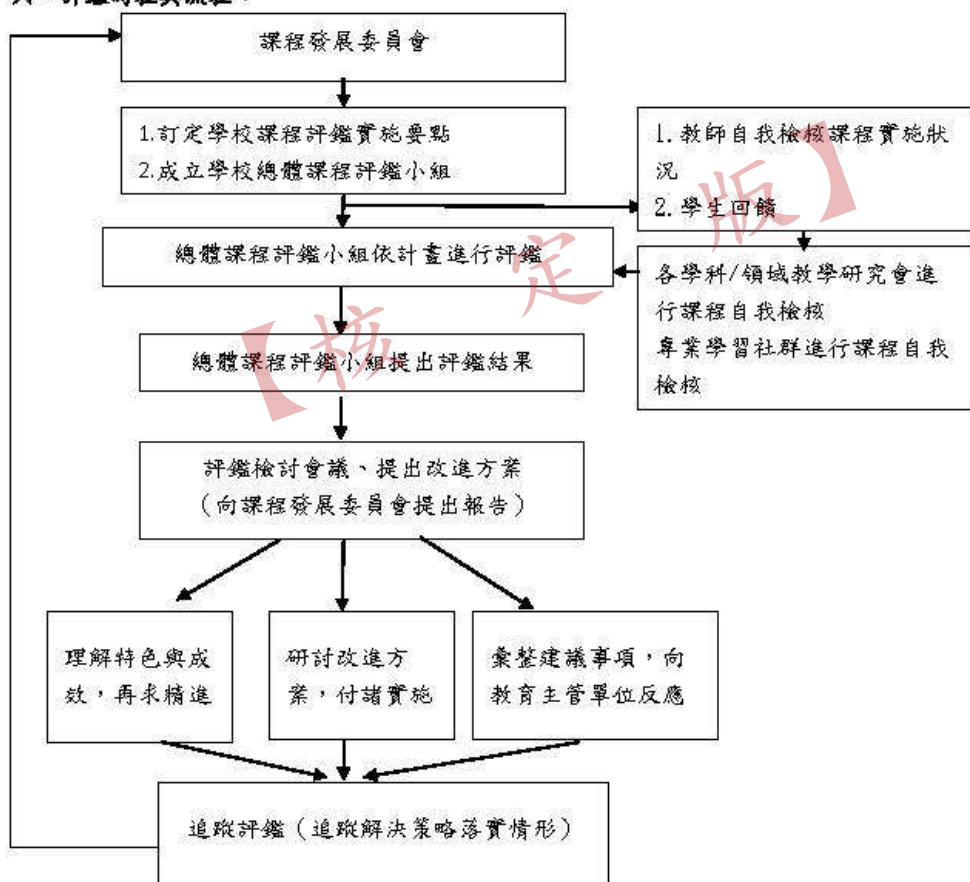 課程發展委員會
1.訂定學校課程評鑑實施要點
2.成立學校總體課程評鑑小組
1.教師自我檢核課程實施狀
況
2.學生回饋
總體課程評鑑小組依計畫進行評鑑
各學科/領域教學研究會進
行課程自我檢核
專業學習社群進行課程自我
檢核
總體課程評鑑小組提出評鑑結果
評鑑檢討會議、提出改進方案
(向課程發展委員會提出報告)
理解特色與成
效,再求精進
研討改進方
案,付諸實施
彙整建議事項,向
教育主管單位反應
追蹤評鑑(追蹤解決策略落實情形)
【核定版】